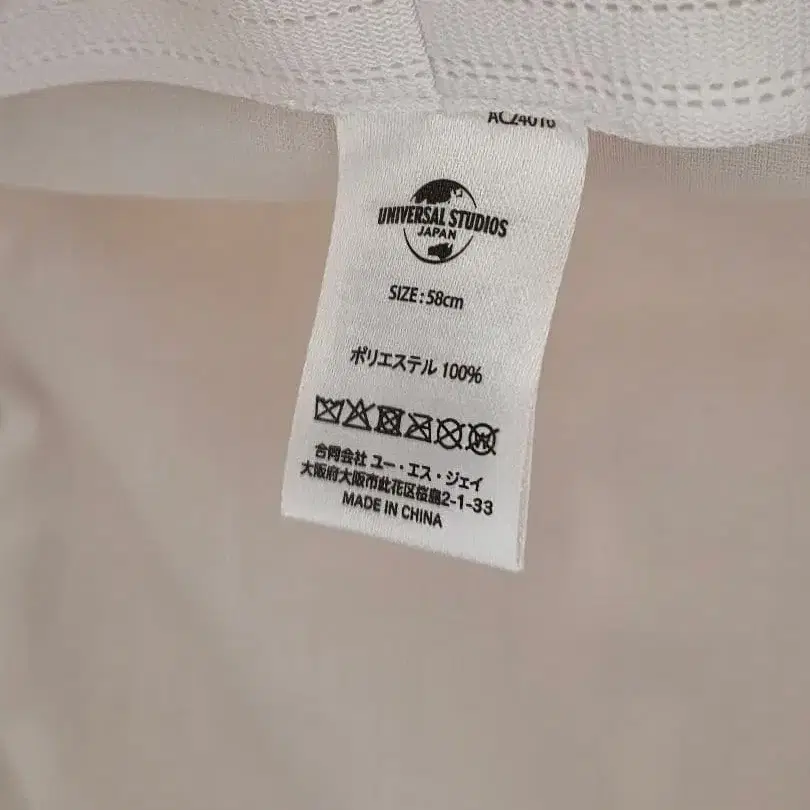 AC24016
UNIVERSAL STUDIOS
JAPAN
SIZE : 58cm
ポリエステル 100%
合同会社 ユー・エス・ジェイ
大阪府大阪市此花区桜島2-1-33
MADE IN CHINA